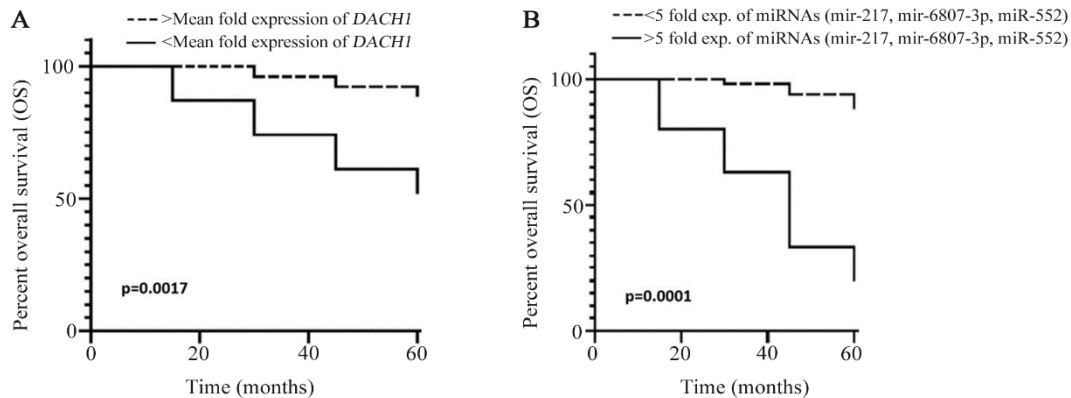 A
>Mean fold expression of DACH1
<Mean fold expression of DACH1
100
50
0
Percent overall survival (OS)
p=0.0017
0 20 40 60
Time (months)
B
<5 fold exp. of miRNAs (mir-217, mir-6807-3p, miR-552)
>5 fold exp. of miRNAs (mir-217, mir-6807-3p, miR-552)
100
50
0
Percent overall survival (OS)
p=0.0001
0 20 40 60
Time (months)